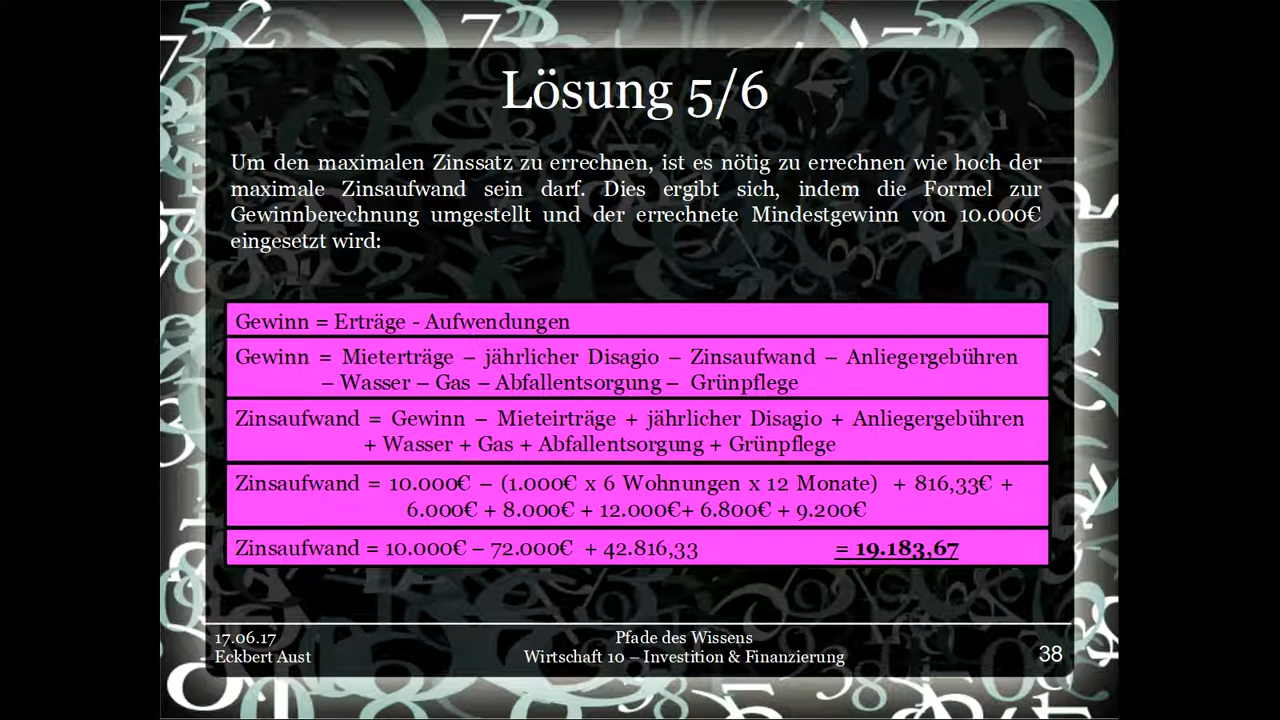 Lösung 5/6
Um den maximalen Zinssatz zu errechnen, ist es nötig zu errechnen wie hoch der
maximale Zinsaufwand sein darf. Dies ergibt sich, indem die Formel zur
Gewinnberechnung umgestellt und der errechnete Mindestgewinn von 10.000€
eingesetzt wird:
Gewinn = Erträge - Aufwendungen
Gewinn = Mieterträge – jährlicher Disagio – Zinsaufwand – Anliegergebühren
– Wasser – Gas – Abfallentsorgung – Grünpflege
Zinsaufwand = Gewinn – Mieteirträge + jährlicher Disagio + Anliegergebühren
+ Wasser + Gas + Abfallentsorgung + Grünpflege
Zinsaufwand = 10.000€ – (1.000€ x 6 Wohnungen x 12 Monate) + 816,33€ +
6.000€ + 8.000€ + 12.000€+ 6.800€ + 9.200€
Zinsaufwand = 10.000€ – 72.000€ + 42.816,33 = 19.183,67
17.06.17
Eckbert Aust
Pfade des Wissens
Wirtschaft 10 – Investition & Finanzierung
38